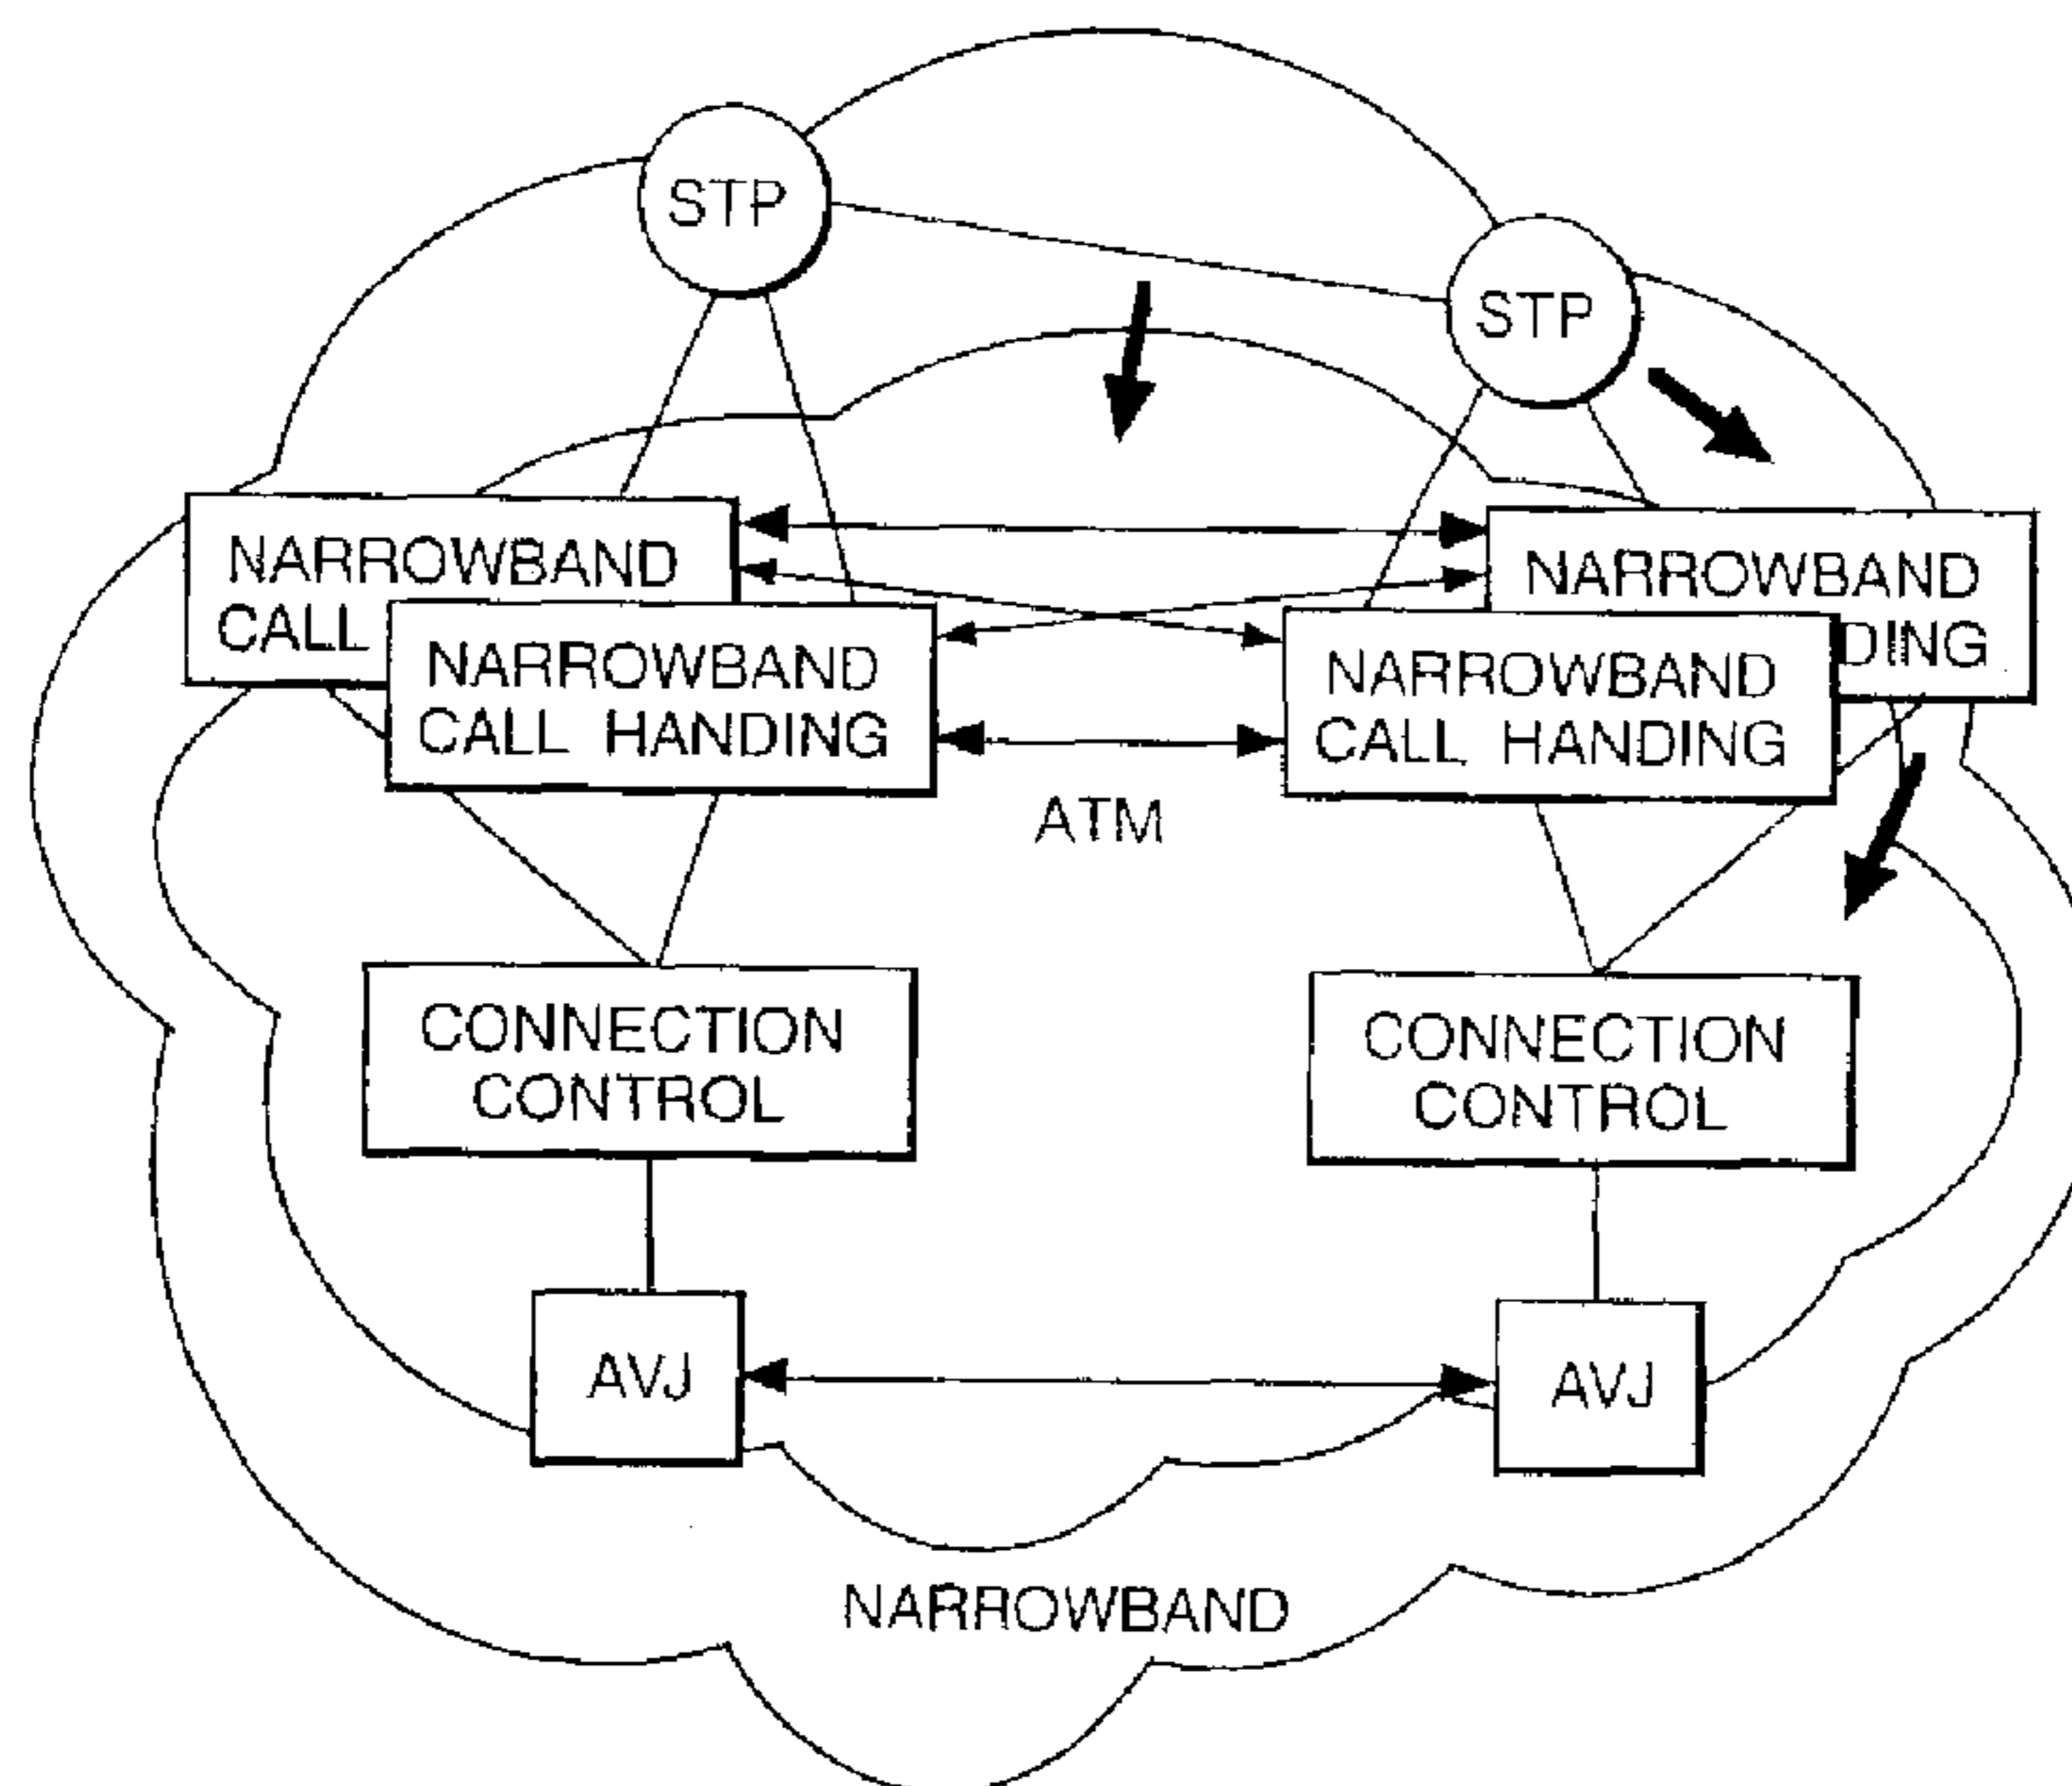 STP
STP
NARROWBAND
CALL
NARROWBAND
CALL HANDING
NARROWBAND
DING
NARROWBAND
CALL HANDING
ATM
CONNECTION
CONTROL
CONNECTION
CONTROL
AVJ
AVJ
NARROWBAND